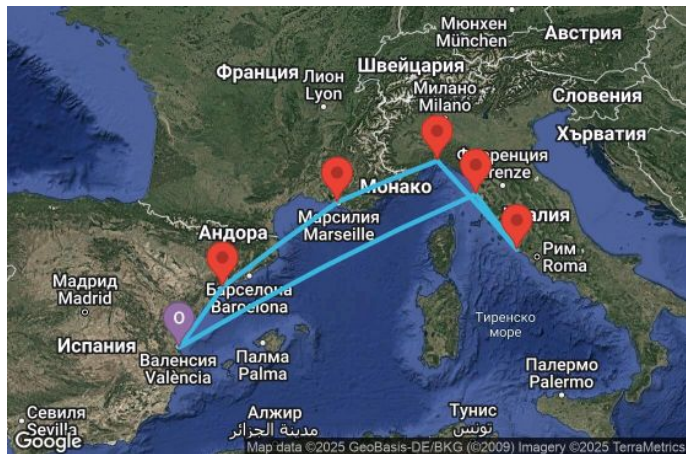 Мюнхен
München
Австрия
Швейцария
Франция
Лион
Lyon
Милано
Milano
Словения
Хърватия
Флоренция
Firenze
Монако
Италия
Марсилия
Marseille
Андора
Рим
Roma
Барселона
Barcelona
Мадрид
Madrid
O
Тиренско
море
Испания
Валенсия
València
Палма
Palma
Палермо
Palermo
Севиля
Sevilla
Алжир
مدينة الجزائر
Тунис
تونس
Google
Map data ©2025 GeoBasis-DE/BKG (©2009) Imagery ©2025 TerraMetrics